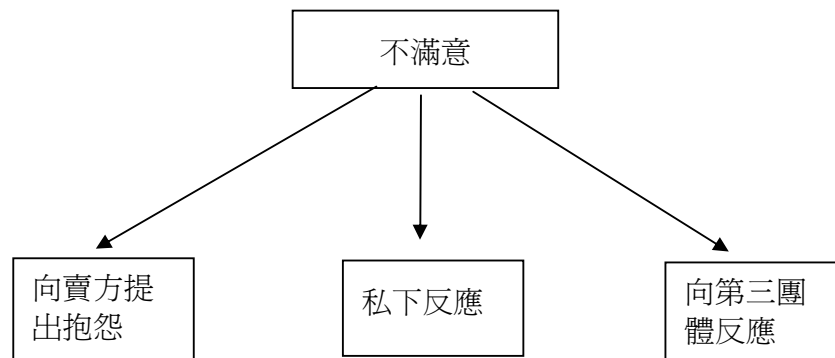 不滿意
向賣方提
出抱怨
私下反應
向第三團
體反應